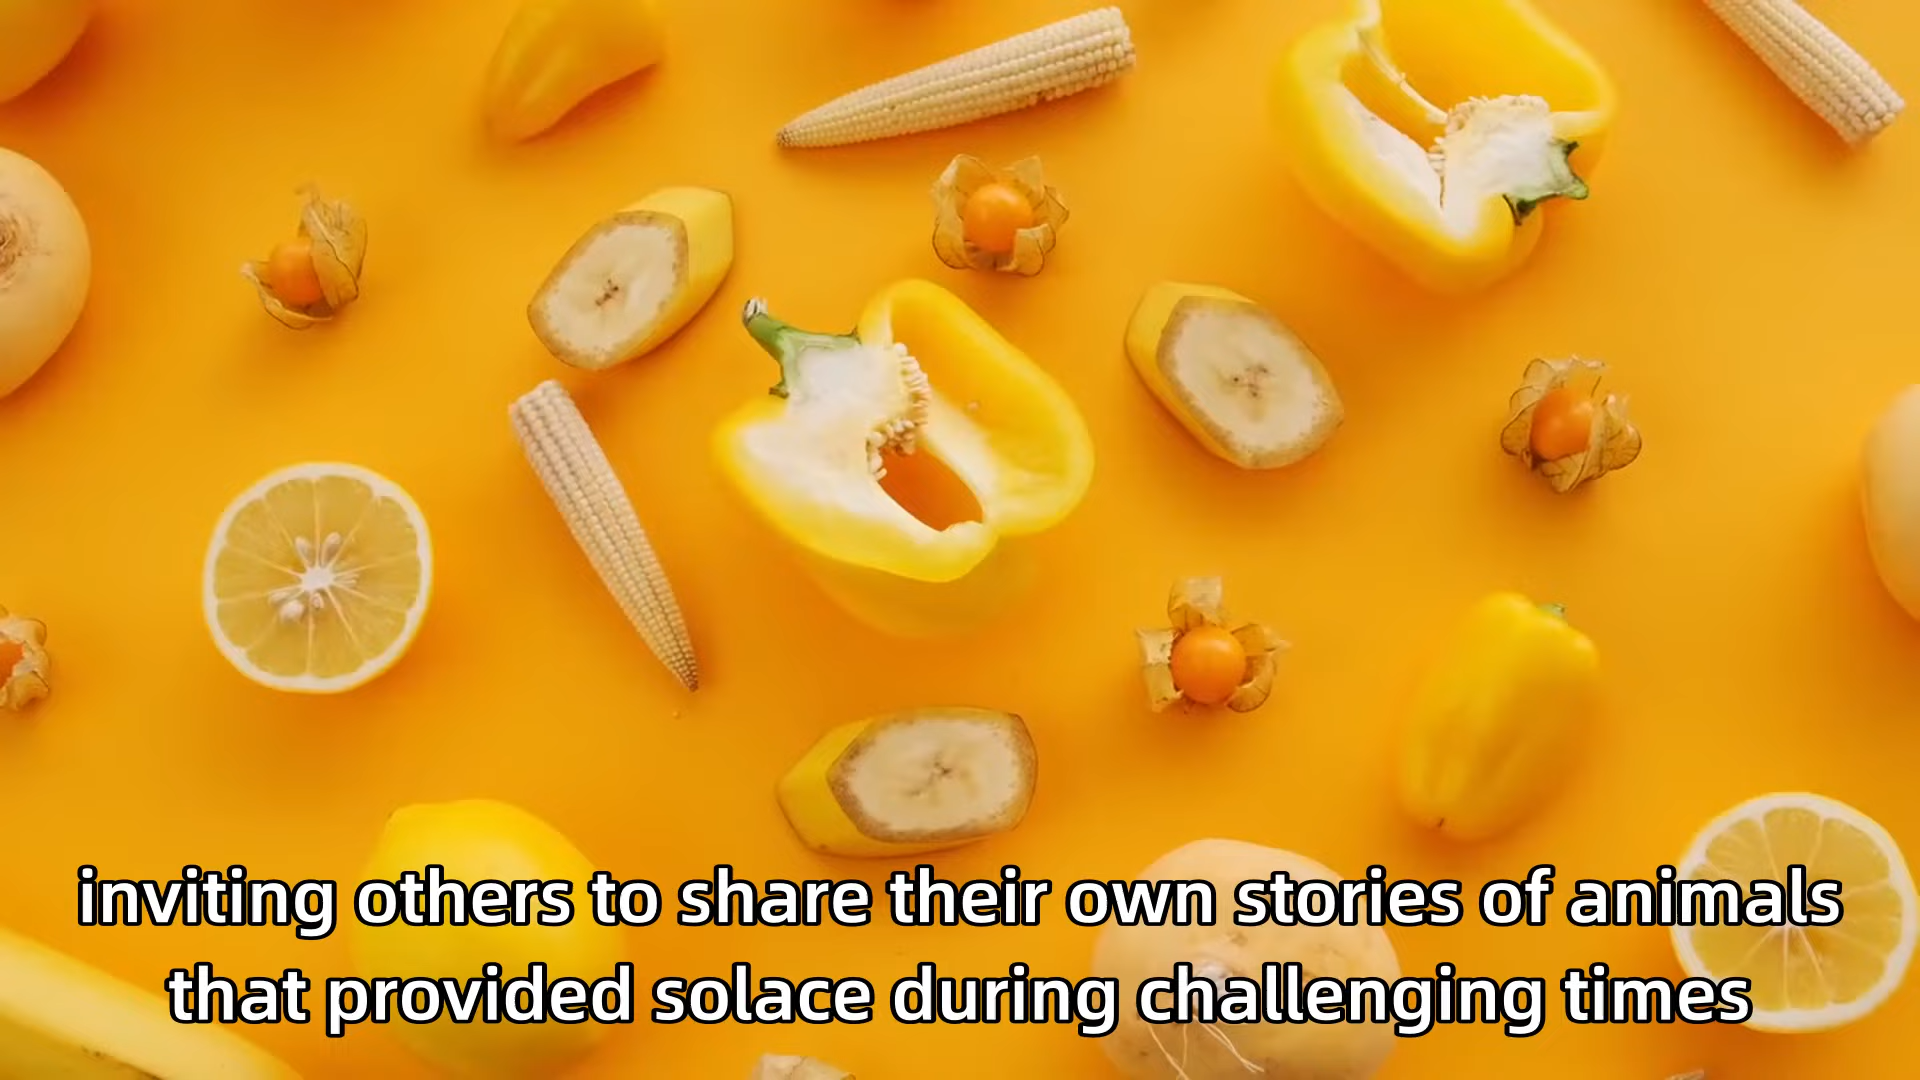 inviting others to share their own stories of animals
that provided solace during challenging times